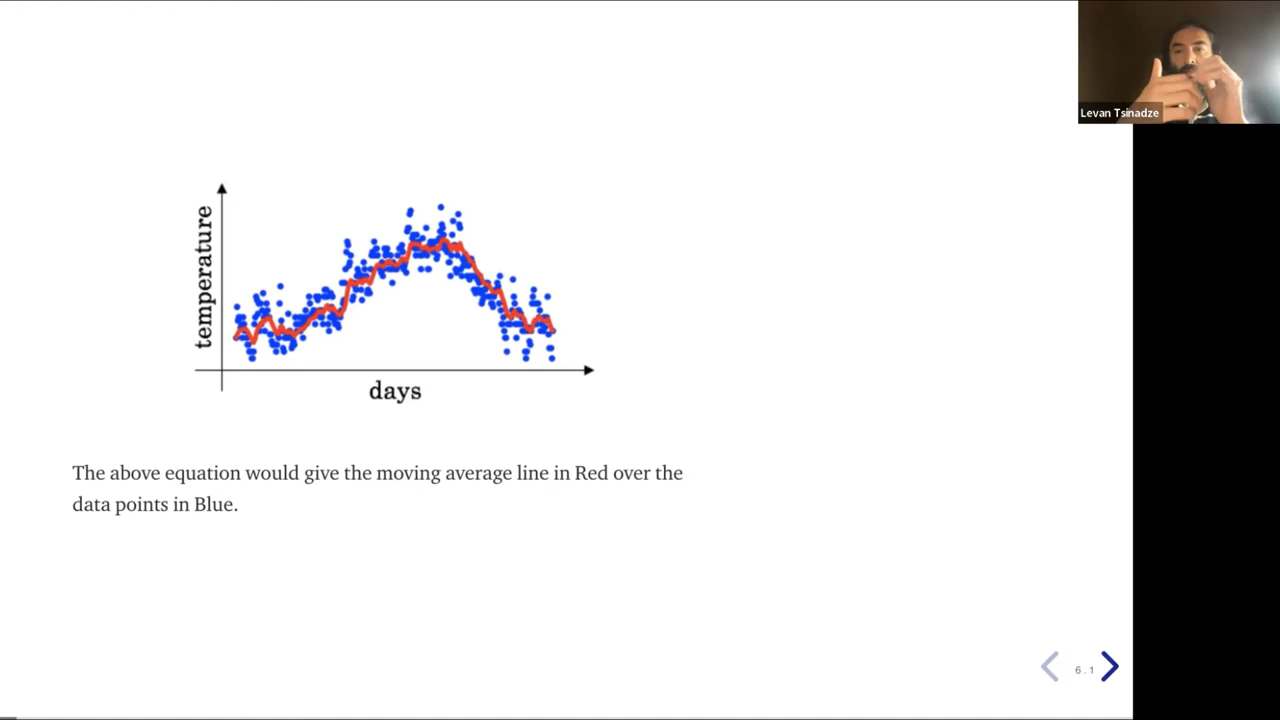 Levan Tsinadze
temperature
days
The above equation would give the moving average line in Red over the
data points in Blue.
6.1